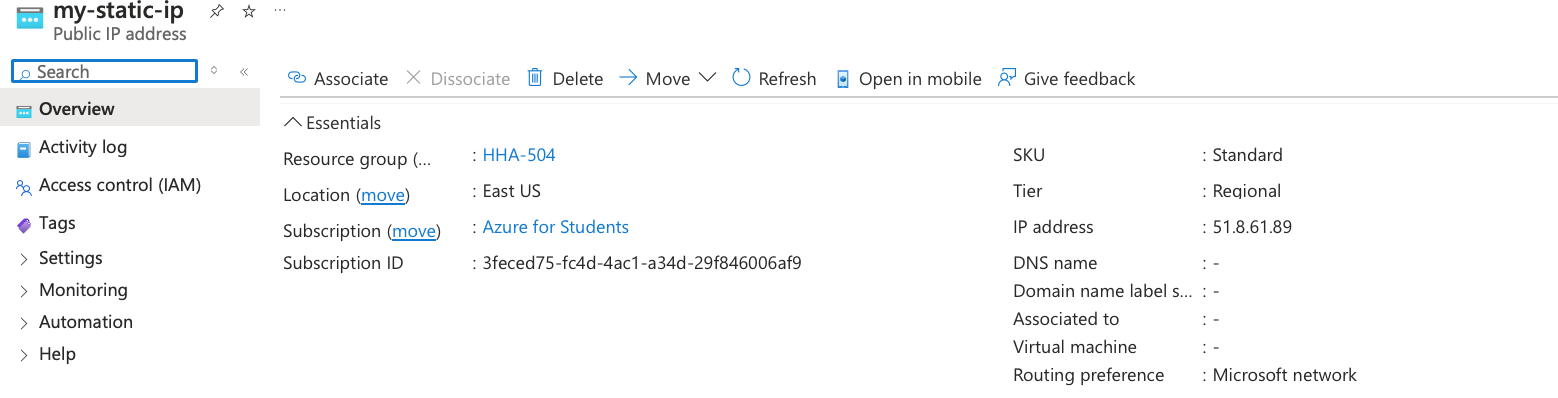 my-static-ip
Public IP address
Search
Overview
Activity log
Access control (IAM)
Tags
Settings
Monitoring
Automation
Help
Associate Dissociate Delete Move Refresh Open in mobile Give feedback
Essentials
Resource group (... : HHA-504
Location (move) : East US
Subscription (move) : Azure for Students
Subscription ID : 3feced75-fc4d-4ac1-a34d-29f846006af9
SKU : Standard
Tier : Regional
IP address : 51.8.61.89
DNS name : -
Domain name label s... : -
Associated to : -
Virtual machine : -
Routing preference : Microsoft network